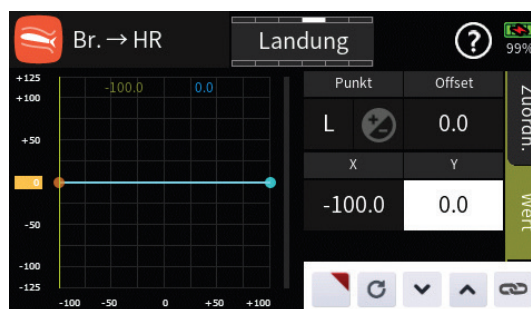 Br. → HR
Landung
?
99%
+125
+100
+50
0
-50
-100
-125
-100.0
0.0
-100
-50
0
+50
+100
Punkt
Offset
L
0.0
X
Y
-100.0
0.0
Zuordn.
Wert